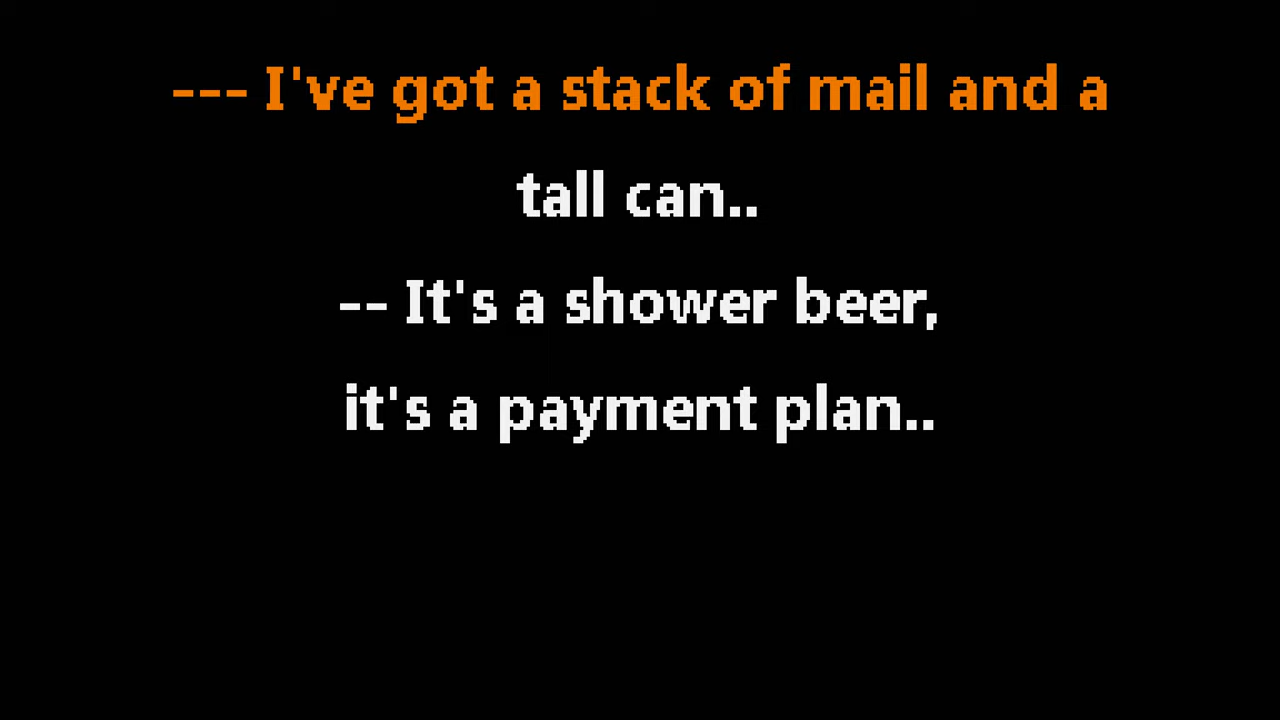 --- I've got a stack of mail and a
tall can..
-- It's a shower beer,
it's a payment plan..